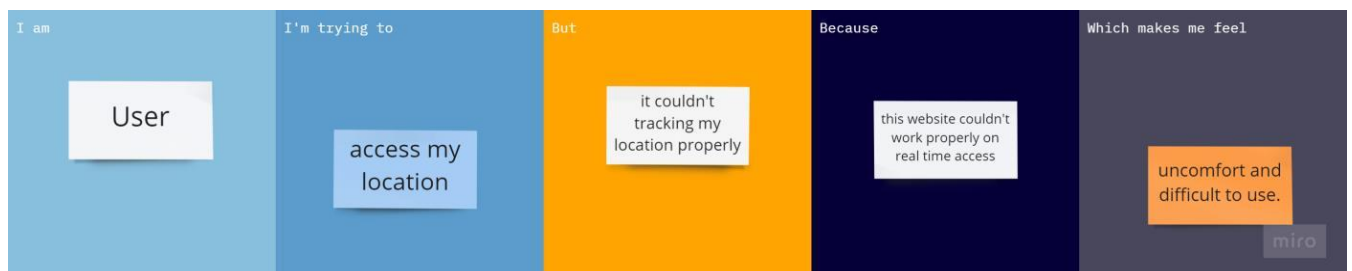 I am
User
I'm trying to
access my
location
But
it couldn't
tracking my
location properly
Because
this website couldn't
work properly on
real time access
Which makes me feel
uncomfort and
difficult to use.
miro